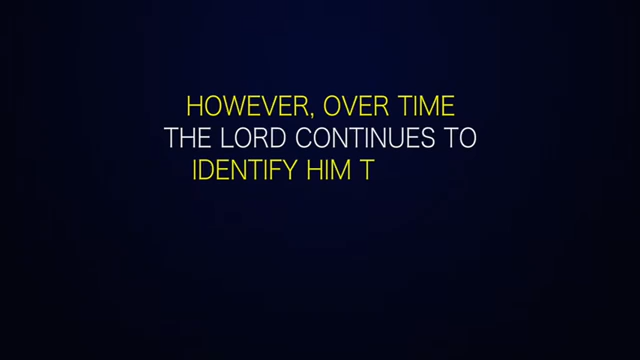 HOWEVER, OVER TIME
THE LORD CONTINUES TO
IDENTIFY HIM T